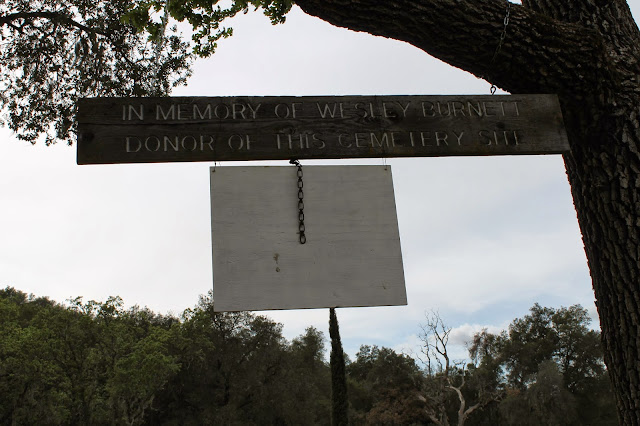 IN MEMORY OF WESLEY BURNETT
DONOR OF THIS CEMETERY SITE